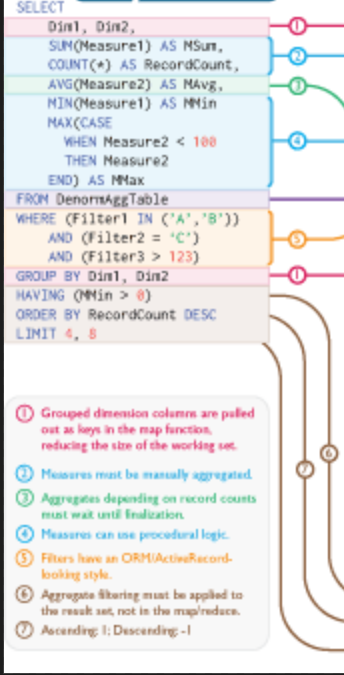 SELECT
Dim1, Dim2,
SUM(Measure1) AS MSum,
COUNT(*) AS RecordCount,
AVG(Measure2) AS MAvg,
MIN(Measure1) AS MMin
MAX(CASE
WHEN Measure2 < 100
THEN Measure2
END) AS MMax
FROM DenormAggTable
WHERE (Filter1 IN ('A','B'))
AND (Filter2 = 'C')
AND (Filter3 > 123)
GROUP BY Dim1, Dim2
HAVING (MMin > 0)
ORDER BY RecordCount DESC
LIMIT 4, 8
1
2
3
4
5
1
6
7
1 Grouped dimension columns are pulled
out as keys in the map function,
reducing the size of the working set.
2 Measures must be manually aggregated.
3 Aggregates depending on record counts
must wait until finalization.
4 Measures can use procedural logic.
5 Filters have an ORM/ActiveRecord-
looking style.
6 Aggregate filtering must be applied to
the result set, not in the map/reduce.
7 Ascending: 1; Descending: -1